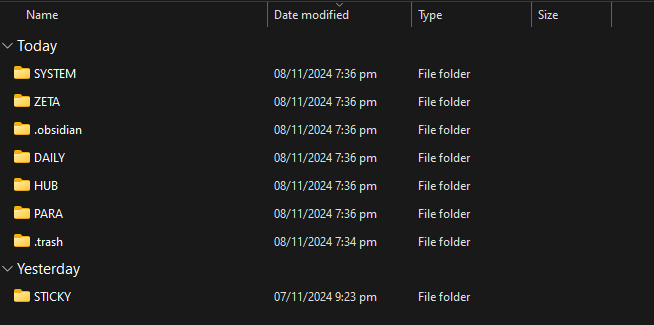 Name Date modified Type Size
Today
SYSTEM 08/11/2024 7:36 pm File folder
ZETA 08/11/2024 7:36 pm File folder
.obsidian 08/11/2024 7:36 pm File folder
DAILY 08/11/2024 7:36 pm File folder
HUB 08/11/2024 7:36 pm File folder
PARA 08/11/2024 7:36 pm File folder
.trash 08/11/2024 7:34 pm File folder
Yesterday
STICKY 07/11/2024 9:23 pm File folder